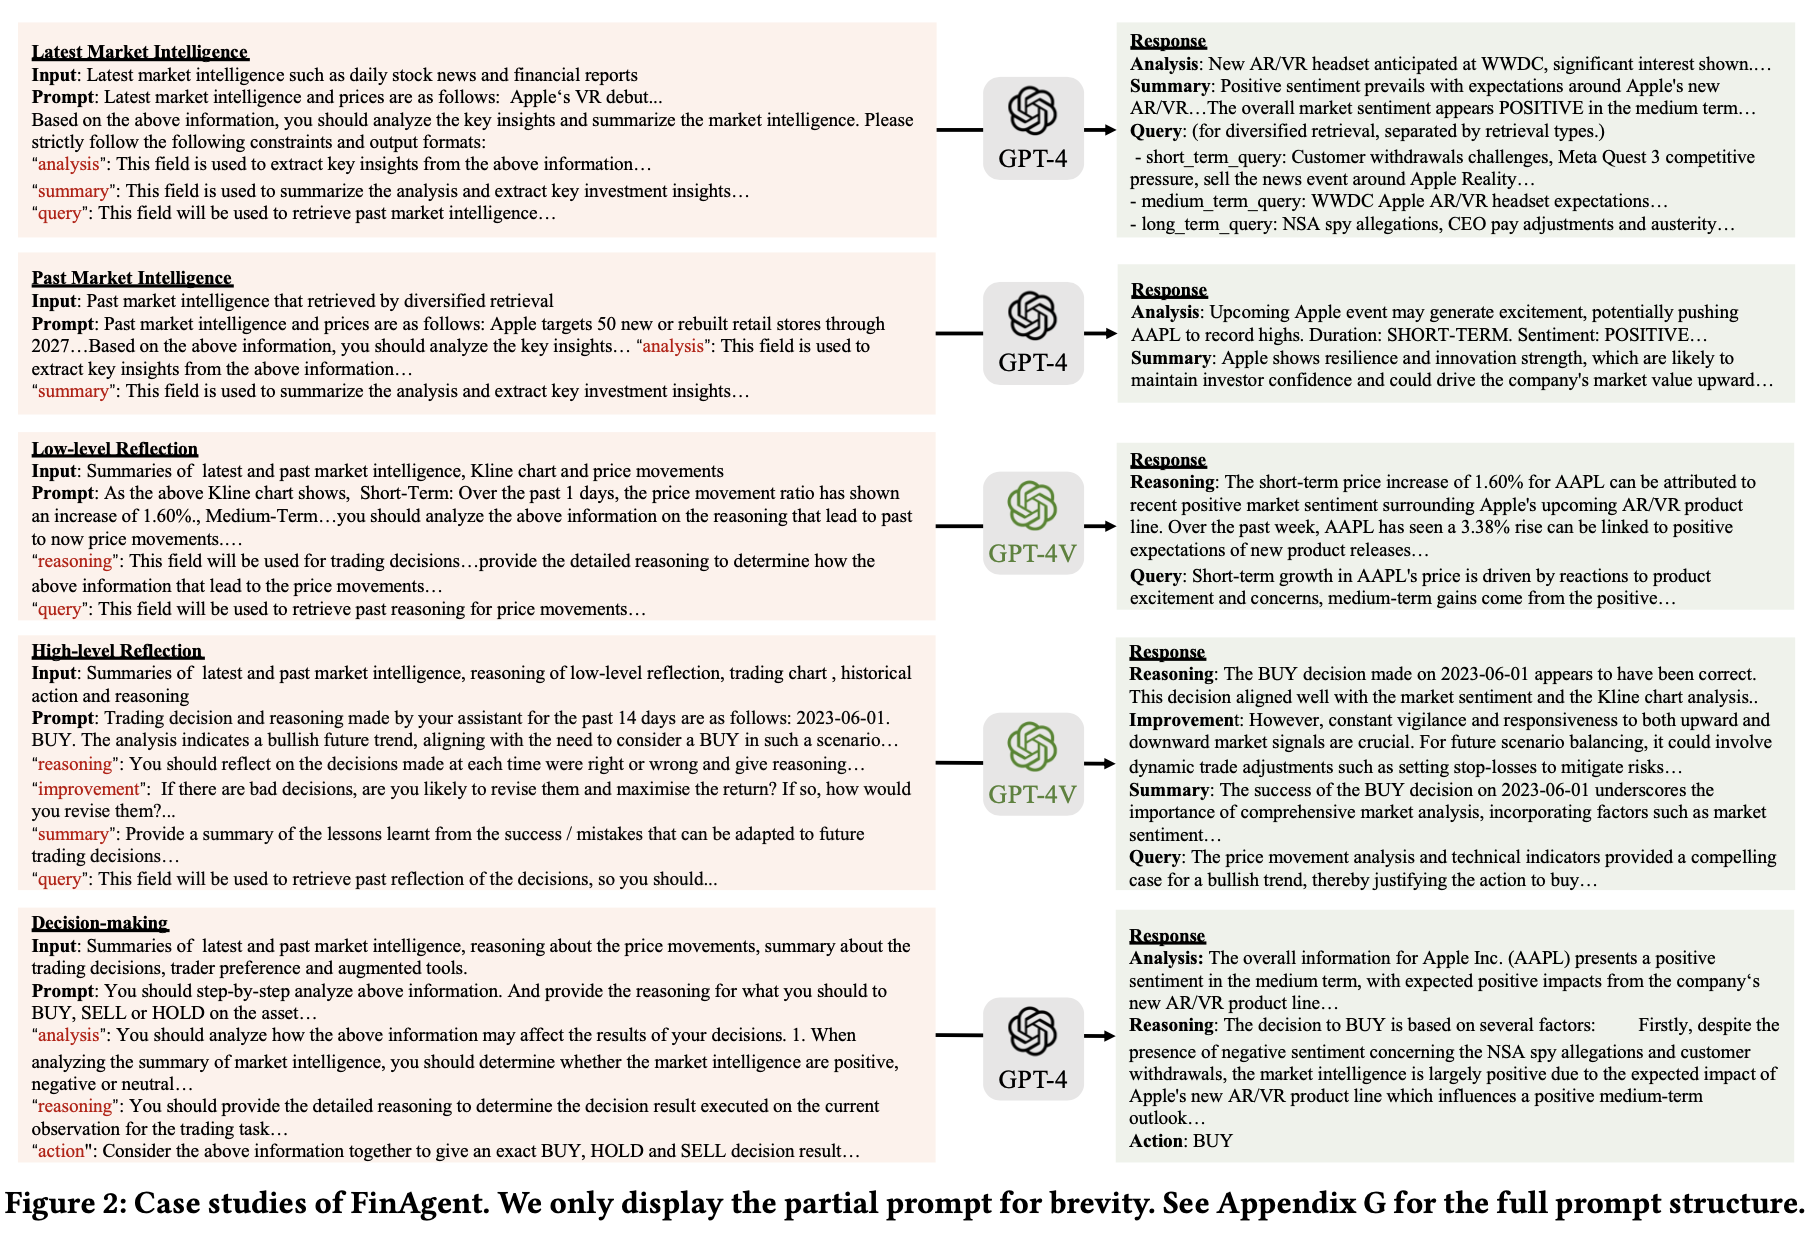 Latest Market Intelligence
Input: Latest market intelligence such as daily stock news and financial reports
Prompt: Latest market intelligence and prices are as follows:  Apple‘s VR debut...
Based on the above information, you should analyze the key insights and summarize the market intelligence. Please
strictly follow the following constraints and output formats:
“analysis”: This field is used to extract key insights from the above information…
“summary”: This field is used to summarize the analysis and extract key investment insights…
“query”: This field will be used to retrieve past market intelligence…
GPT-4
Response
Analysis: New AR/VR headset anticipated at WWDC, significant interest shown.…
Summary: Positive sentiment prevails with expectations around Apple's new
AR/VR…The overall market sentiment appears POSITIVE in the medium term…
Query: (for diversified retrieval, separated by retrieval types.)
- short_term_query: Customer withdrawals challenges, Meta Quest 3 competitive
pressure, sell the news event around Apple Reality…
- medium_term_query: WWDC Apple AR/VR headset expectations…
- long_term_query: NSA spy allegations, CEO pay adjustments and austerity…
Past Market Intelligence
Input: Past market intelligence that retrieved by diversified retrieval
Prompt: Past market intelligence and prices are as follows: Apple targets 50 new or rebuilt retail stores through
2027…Based on the above information, you should analyze the key insights… “analysis”: This field is used to
extract key insights from the above information…
“summary”: This field is used to summarize the analysis and extract key investment insights…
GPT-4
Response
Analysis: Upcoming Apple event may generate excitement, potentially pushing
AAPL to record highs. Duration: SHORT-TERM. Sentiment: POSITIVE…
Summary: Apple shows resilience and innovation strength, which are likely to
maintain investor confidence and could drive the company's market value upward…
Low-level Reflection
Input: Summaries of  latest and past market intelligence, Kline chart and price movements
Prompt: As the above Kline chart shows,  Short-Term: Over the past 1 days, the price movement ratio has shown
an increase of 1.60%., Medium-Term…you should analyze the above information on the reasoning that lead to past
to now price movements.…
“reasoning”: This field will be used for trading decisions…provide the detailed reasoning to determine how the
above information that lead to the price movements…
“query”: This field will be used to retrieve past reasoning for price movements…
GPT-4V
Response
Reasoning: The short-term price increase of 1.60% for AAPL can be attributed to
recent positive market sentiment surrounding Apple's upcoming AR/VR product
line. Over the past week, AAPL has seen a 3.38% rise can be linked to positive
expectations of new product releases…
Query: Short-term growth in AAPL's price is driven by reactions to product
excitement and concerns, medium-term gains come from the positive…
High-level Reflection
Input: Summaries of  latest and past market intelligence, reasoning of low-level reflection, trading chart , historical
action and reasoning
Prompt: Trading decision and reasoning made by your assistant for the past 14 days are as follows: 2023-06-01.
BUY. The analysis indicates a bullish future trend, aligning with the need to consider a BUY in such a scenario…
“reasoning”: You should reflect on the decisions made at each time were right or wrong and give reasoning…
“improvement”:  If there are bad decisions, are you likely to revise them and maximise the return? If so, how would
you revise them?...
“summary”: Provide a summary of the lessons learnt from the success / mistakes that can be adapted to future
trading decisions…
“query”: This field will be used to retrieve past reflection of the decisions, so you should...
GPT-4V
Response
Reasoning: The BUY decision made on 2023-06-01 appears to have been correct.
This decision aligned well with the market sentiment and the Kline chart analysis..
Improvement: However, constant vigilance and responsiveness to both upward and
downward market signals are crucial. For future scenario balancing, it could involve
dynamic trade adjustments such as setting stop-losses to mitigate risks…
Summary: The success of the BUY decision on 2023-06-01 underscores the
importance of comprehensive market analysis, incorporating factors such as market
sentiment…
Query: The price movement analysis and technical indicators provided a compelling
case for a bullish trend, thereby justifying the action to buy…
Decision-making
Input: Summaries of  latest and past market intelligence, reasoning about the price movements, summary about the
trading decisions, trader preference and augmented tools.
Prompt: You should step-by-step analyze above information. And provide the reasoning for what you should to
BUY, SELL or HOLD on the asset…
“analysis”: You should analyze how the above information may affect the results of your decisions. 1. When
analyzing the summary of market intelligence, you should determine whether the market intelligence are positive,
negative or neutral…
“reasoning”: You should provide the detailed reasoning to determine the decision result executed on the current
observation for the trading task…
“action": Consider the above information together to give an exact BUY, HOLD and SELL decision result…
GPT-4
Response
Analysis: The overall information for Apple Inc. (AAPL) presents a positive
sentiment in the medium term, with expected positive impacts from the company‘s
new AR/VR product line…
Reasoning: The decision to BUY is based on several factors: Firstly, despite the
presence of negative sentiment concerning the NSA spy allegations and customer
withdrawals, the market intelligence is largely positive due to the expected impact of
Apple's new AR/VR product line which influences a positive medium-term
outlook…
Action: BUY
Figure 2: Case studies of FinAgent. We only display the partial prompt for brevity. See Appendix G for the full prompt structure.